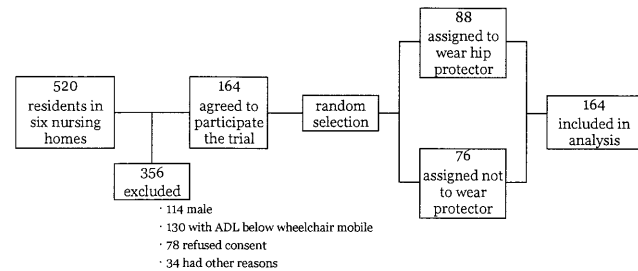 520
residents in
six nursing
homes
356
excluded
· 114 male
· 130 with ADL below wheelchair mobile
· 78 refused consent
· 34 had other reasons
164
agreed to
participate
the trial
random
selection
88
assigned to
wear hip
protector
76
assigned not
to wear
protector
164
included in
analysis